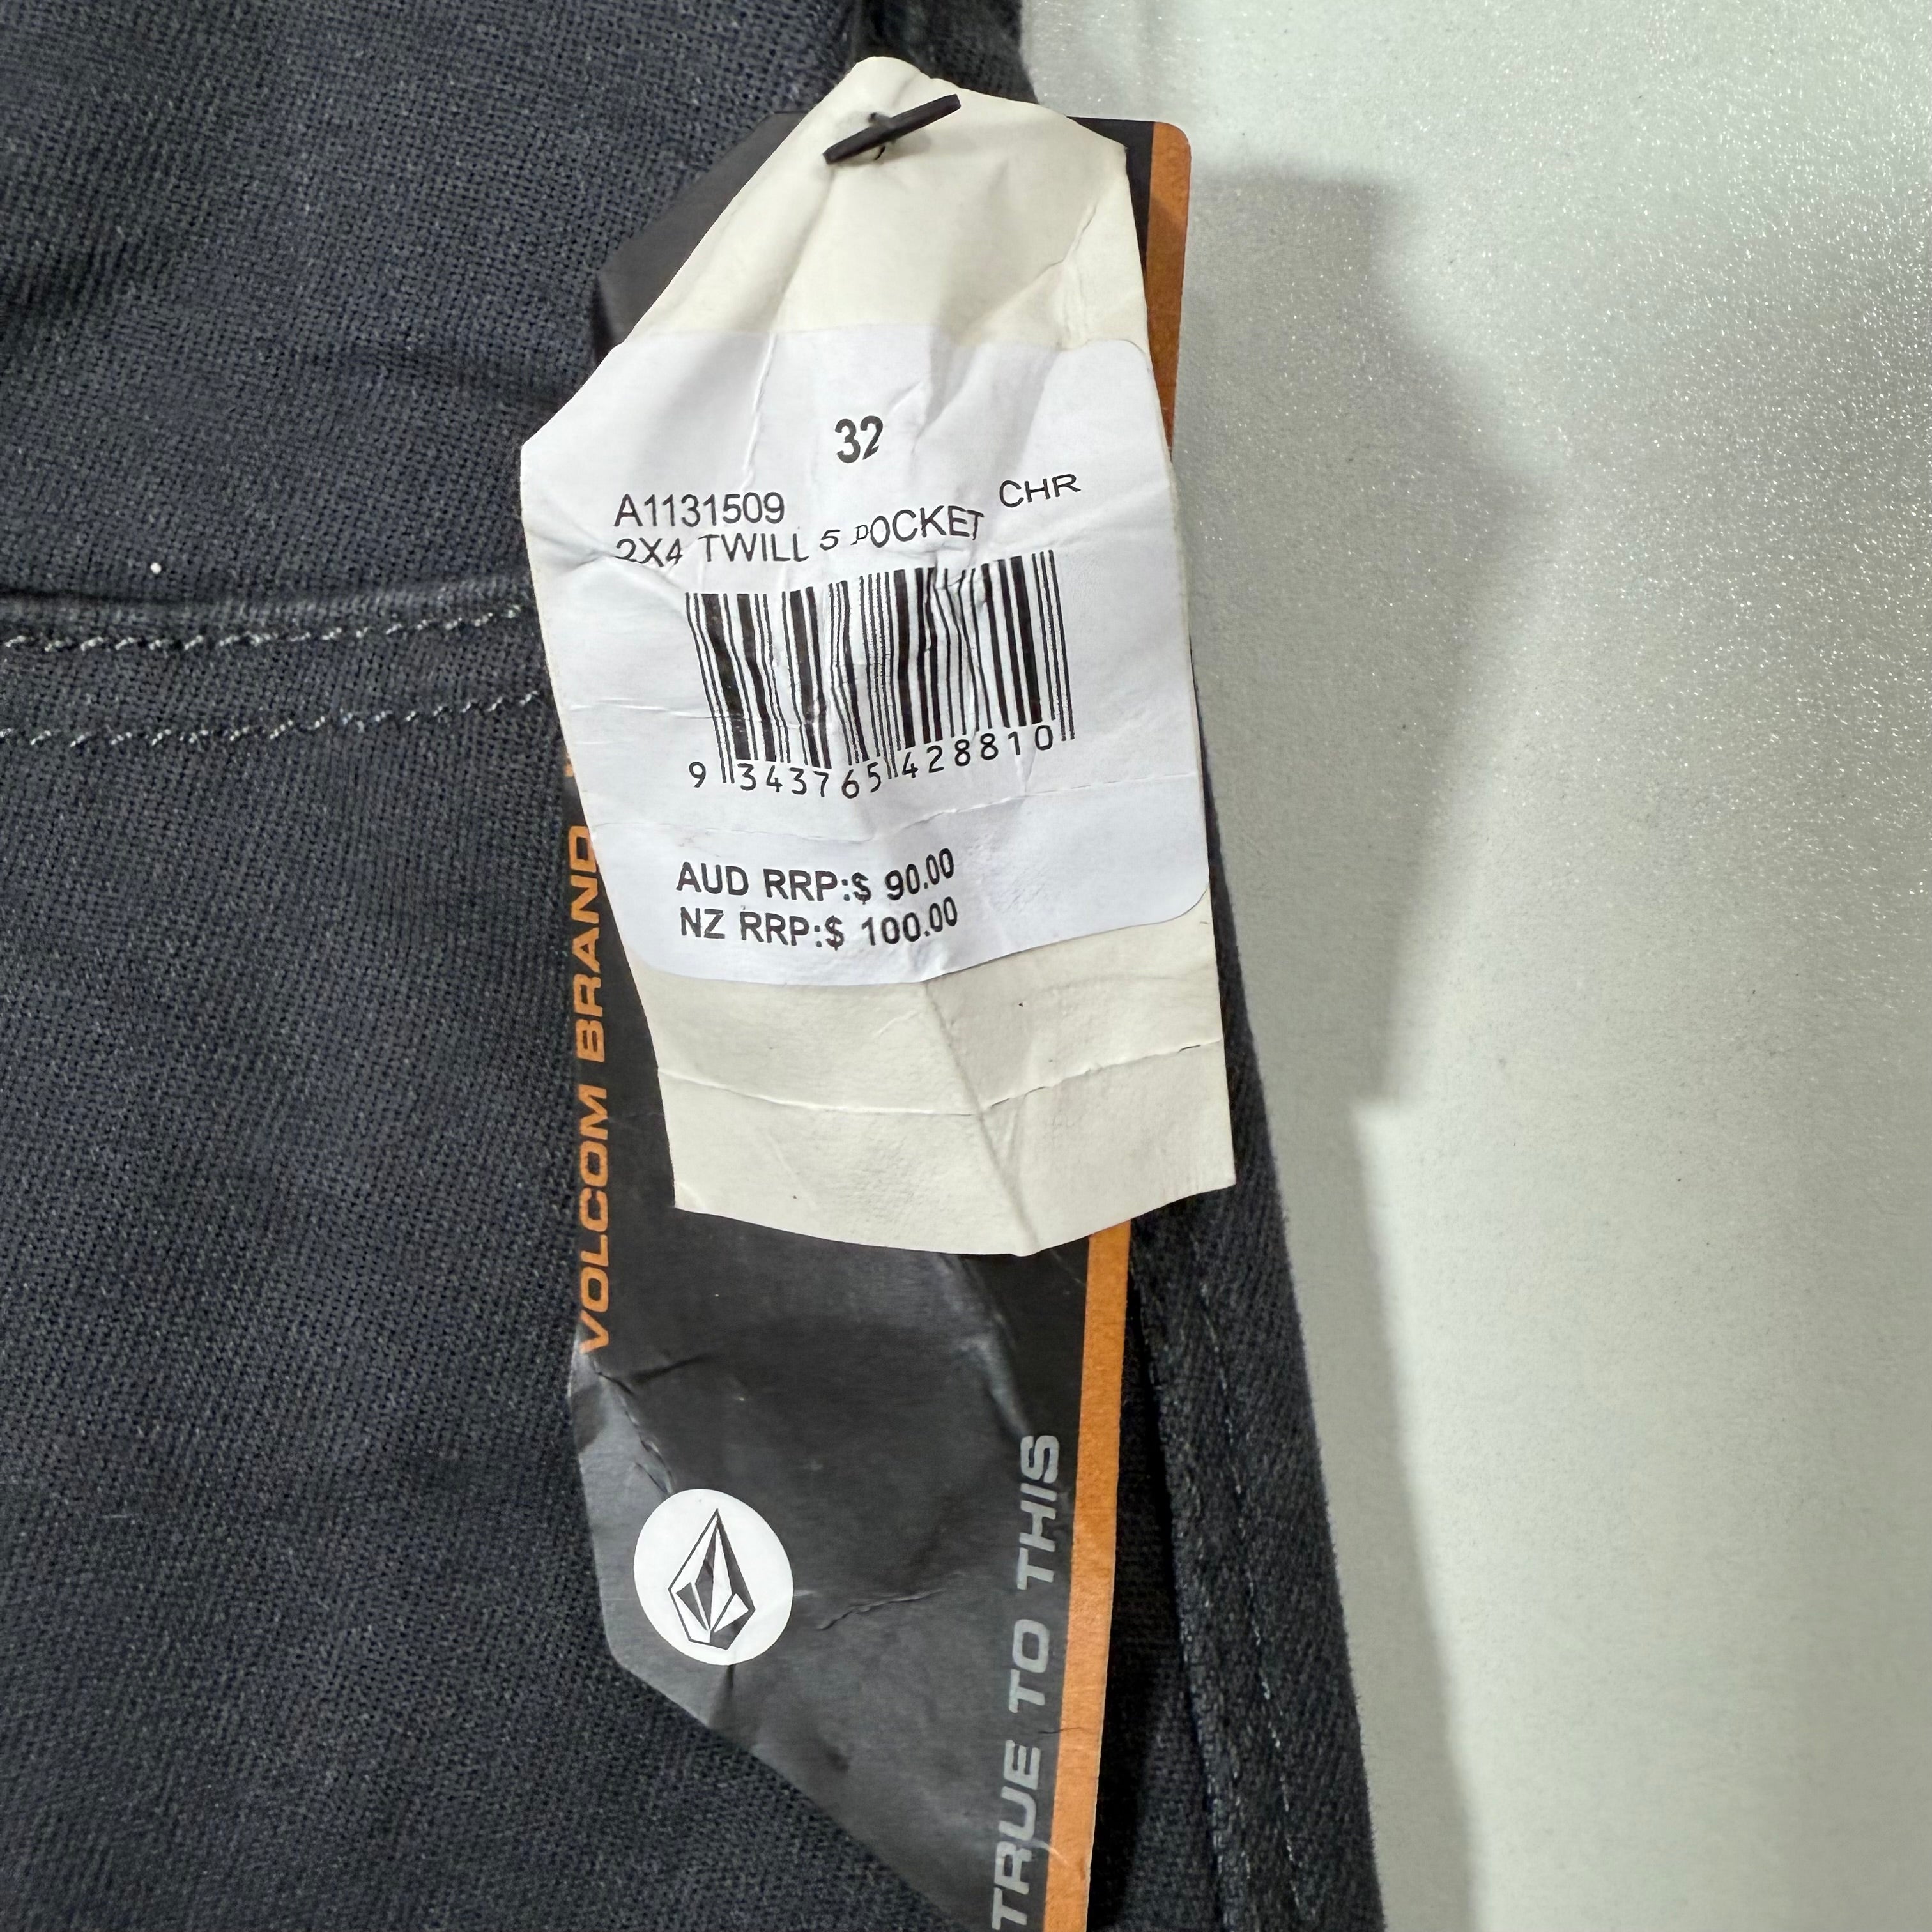 32
A1131509 CHR
2X4 TWILL 5 POCKET
9 343765 428810
AUD RRP:$ 90.00
NZ RRP:$ 100.00
VOLCOM BRAND
TRUE TO THIS